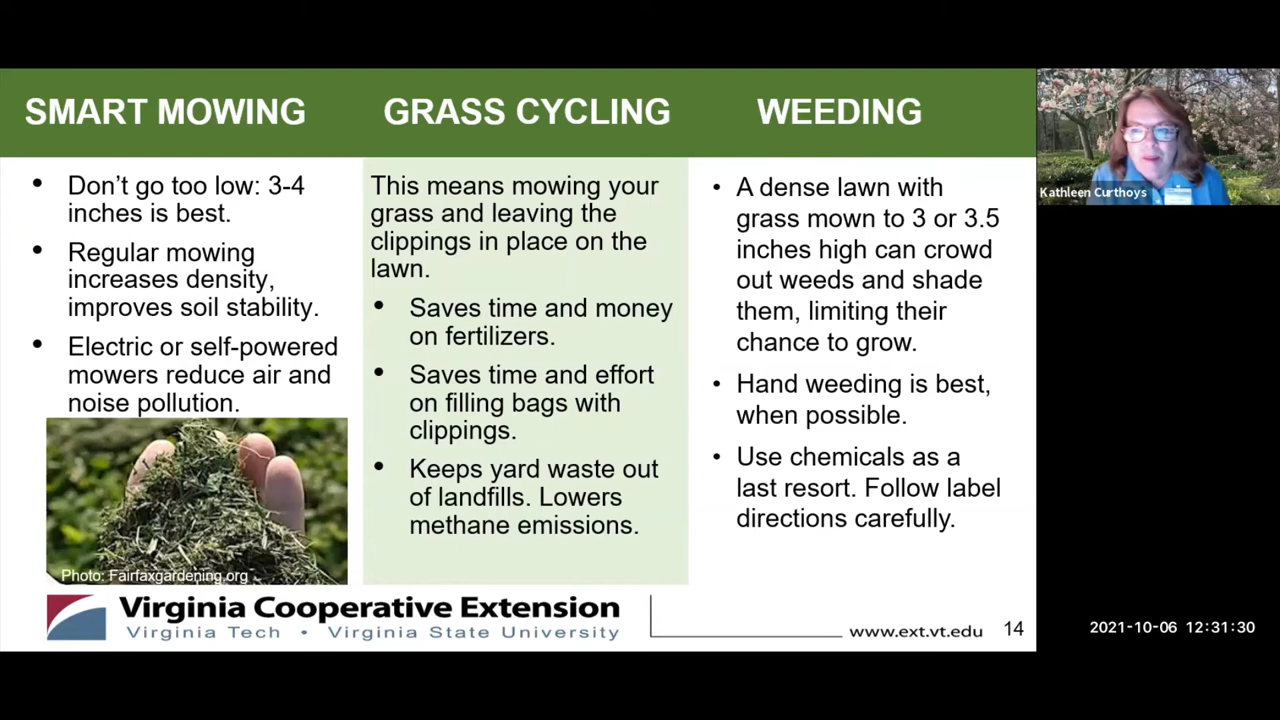 SMART MOWING
GRASS CYCLING
WEEDING
• Don’t go too low: 3-4
inches is best.
• Regular mowing
increases density,
improves soil stability.
• Electric or self-powered
mowers reduce air and
noise pollution.
Photo: Fairfaxgardening.org
This means mowing your
grass and leaving the
clippings in place on the
lawn.
• Saves time and money
on fertilizers.
• Saves time and effort
on filling bags with
clippings.
• Keeps yard waste out
of landfills. Lowers
methane emissions.
• A dense lawn with
grass mown to 3 or 3.5
inches high can crowd
out weeds and shade
them, limiting their
chance to grow.
• Hand weeding is best,
when possible.
• Use chemicals as a
last resort. Follow label
directions carefully.
Virginia Cooperative Extension
Virginia Tech • Virginia State University
www.ext.vt.edu
14
Kathleen Curthoys
2021-10-06 12:31:30